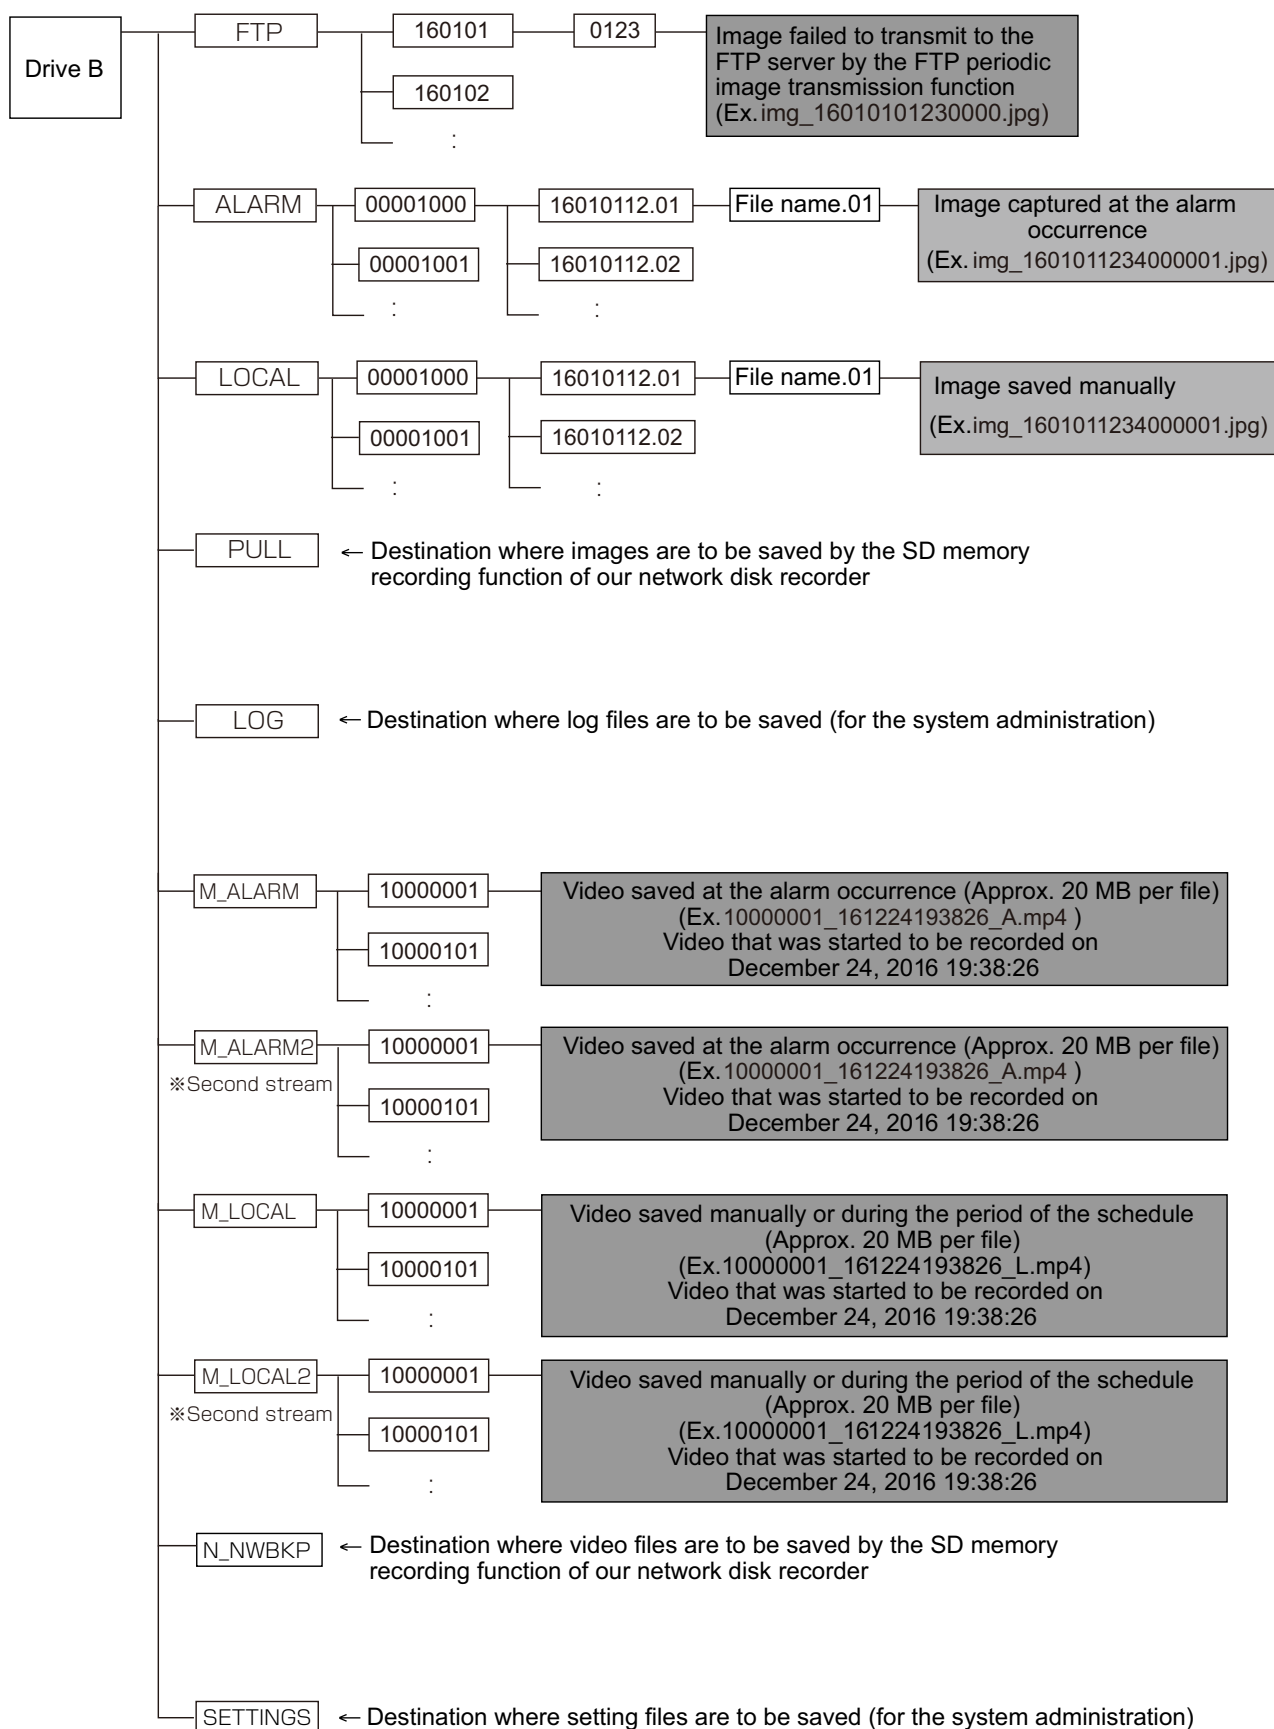 Drive B
FTP
160101
0123
Image failed to transmit to the
FTP server by the FTP periodic
image transmission function
(Ex. img_16010101230000.jpg)
160102
:
ALARM
00001000
16010112.01
File name.01
Image captured at the alarm
occurrence
(Ex. img_1601011234000001.jpg)
00001001
16010112.02
:
:
LOCAL
00001000
16010112.01
File name.01
Image saved manually
(Ex.img_1601011234000001.jpg)
00001001
16010112.02
:
:
PULL
← Destination where images are to be saved by the SD memory
recording function of our network disk recorder
LOG
← Destination where log files are to be saved (for the system administration)
M_ALARM
10000001
Video saved at the alarm occurrence (Approx. 20 MB per file)
(Ex.10000001_161224193826_A.mp4 )
Video that was started to be recorded on
December 24, 2016 19:38:26
10000101
:
M_ALARM2
※Second stream
10000001
Video saved at the alarm occurrence (Approx. 20 MB per file)
(Ex.10000001_161224193826_A.mp4 )
Video that was started to be recorded on
December 24, 2016 19:38:26
10000101
:
M_LOCAL
10000001
Video saved manually or during the period of the schedule
(Approx. 20 MB per file)
(Ex.10000001_161224193826_L.mp4)
Video that was started to be recorded on
December 24, 2016 19:38:26
10000101
:
M_LOCAL2
※Second stream
10000001
Video saved manually or during the period of the schedule
(Approx. 20 MB per file)
(Ex.10000001_161224193826_L.mp4)
Video that was started to be recorded on
December 24, 2016 19:38:26
10000101
:
N_NWBKP
← Destination where video files are to be saved by the SD memory
recording function of our network disk recorder
SETTINGS
← Destination where setting files are to be saved (for the system administration)